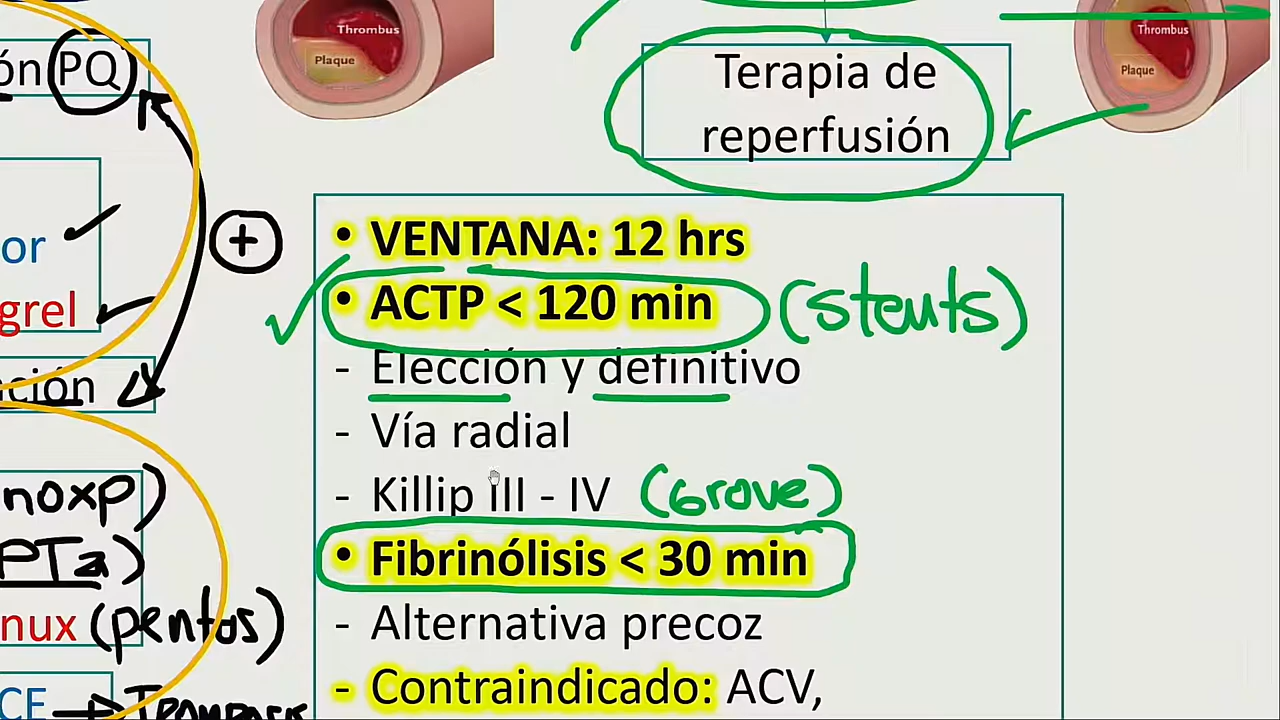 Thrombus
Plaque
Thrombus
Plaque
Terapia de
reperfusión
ón PQ
or
grel
ción
noxp)
PTa)
nux (pentas)
CE → Trompasis
+
• VENTANA: 12 hrs
• ACTP < 120 min (stents)
- Elección y definitivo
- Vía radial
- Killip III - IV (Grave)
• Fibrinólisis < 30 min
- Alternativa precoz
- Contraindicado: ACV,